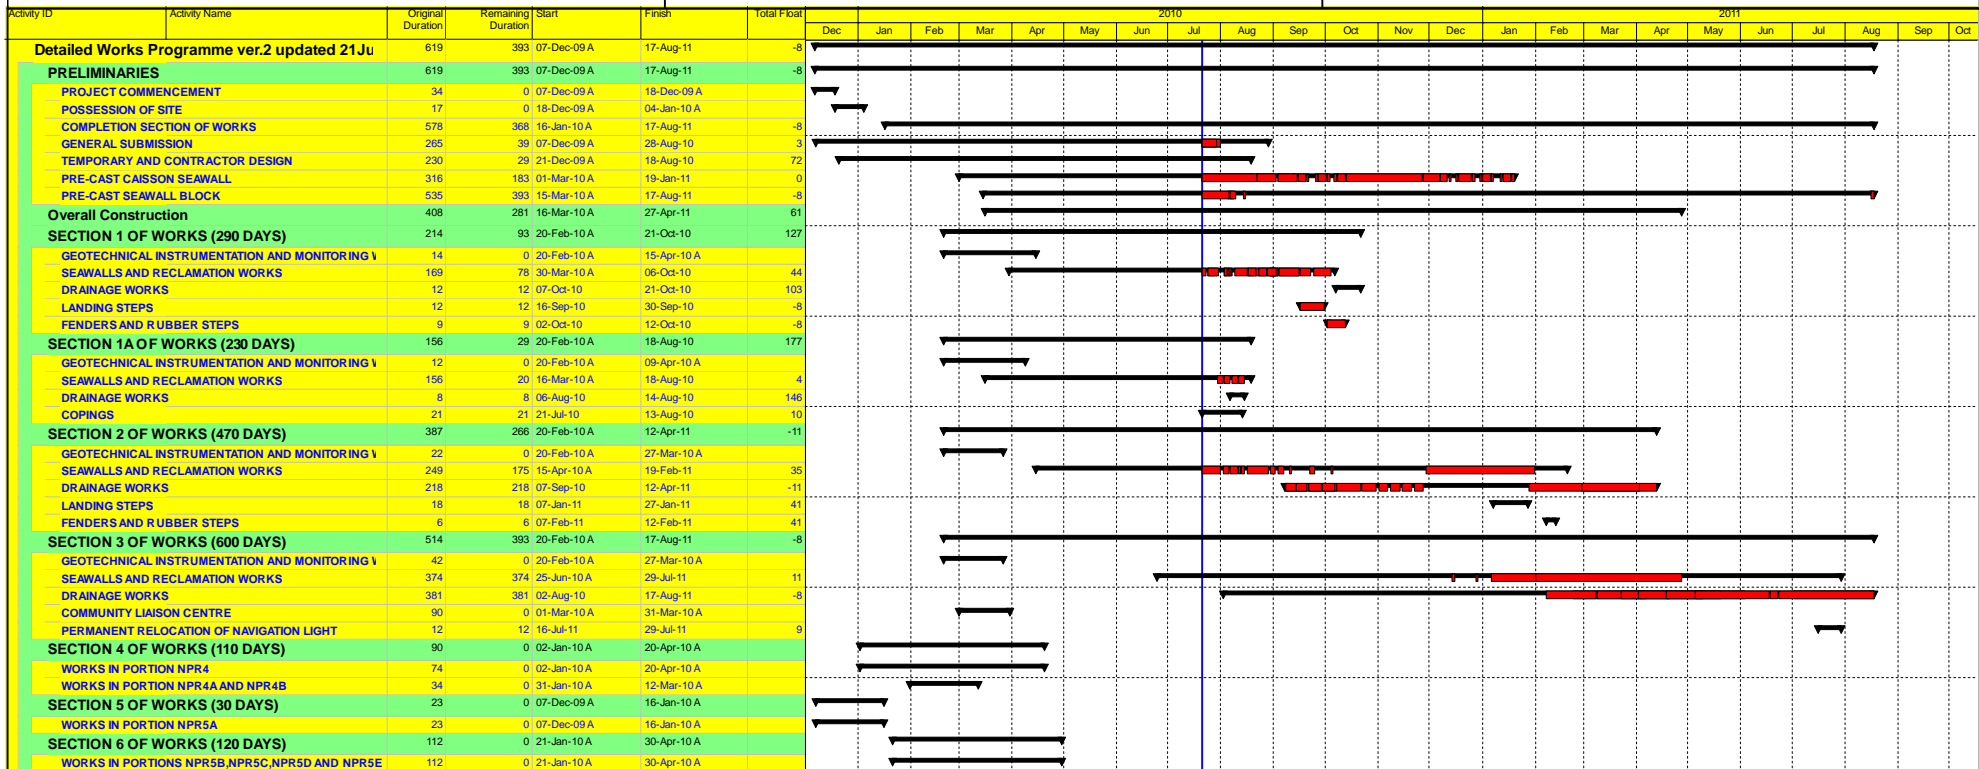 Activity ID Activity Name Original Duration Remaining Duration Start Finish Total Float 2010 2011
Dec Jan Feb Mar Apr May Jun Jul Aug Sep Oct Nov Dec Jan Feb Mar Apr May Jun Jul Aug Sep Oct
Detailed Works Programme ver.2 updated 21Ju 619 393 07-Dec-09 A 17-Aug-11 -8
PRELIMINARIES 619 393 07-Dec-09 A 17-Aug-11 -8
PROJECT COMMENCEMENT 34 0 07-Dec-09 A 18-Dec-09 A
POSSESSION OF SITE 17 0 18-Dec-09 A 04-Jan-10 A
COMPLETION SECTION OF WORKS 578 368 16-Jan-10 A 17-Aug-11 -8
GENERAL SUBMISSION 265 39 07-Dec-09 A 28-Aug-10 3
TEMPORARY AND CONTRACTOR DESIGN 230 29 21-Dec-09 A 18-Aug-10 72
PRE-CAST CAISSON SEAWALL 316 183 01-Mar-10 A 19-Jan-11 0
PRE-CAST SEAWALL BLOCK 535 393 15-Mar-10 A 17-Aug-11 -8
Overall Construction 408 281 16-Mar-10 A 27-Apr-11 61
SECTION 1 OF WORKS (290 DAYS) 214 93 20-Feb-10 A 21-Oct-10 127
GEOTECHNICAL INSTRUMENTATION AND MONITORING 14 0 20-Feb-10 A 15-Apr-10 A
SEAWALLS AND RECLAMATION WORKS 169 78 30-Mar-10 A 06-Oct-10 44
DRAINAGE WORKS 12 12 07-Oct-10 21-Oct-10 103
LANDING STEPS 12 12 16-Sep-10 30-Sep-10 -8
FENDERS AND RUBBER STEPS 9 9 02-Oct-10 12-Oct-10 -8
SECTION 1A OF WORKS (230 DAYS) 156 29 20-Feb-10 A 18-Aug-10 177
GEOTECHNICAL INSTRUMENTATION AND MONITORING 12 0 20-Feb-10 A 09-Apr-10 A
SEAWALLS AND RECLAMATION WORKS 156 20 16-Mar-10 A 18-Aug-10 4
DRAINAGE WORKS 8 8 06-Aug-10 14-Aug-10 146
COPINGS 21 21 21-Jul-10 13-Aug-10 10
SECTION 2 OF WORKS (470 DAYS) 387 266 20-Feb-10 A 12-Apr-11 -11
GEOTECHNICAL INSTRUMENTATION AND MONITORING 22 0 20-Feb-10 A 27-Mar-10 A
SEAWALLS AND RECLAMATION WORKS 249 175 15-Apr-10 A 19-Feb-11 35
DRAINAGE WORKS 218 218 07-Sep-10 12-Apr-11 -11
LANDING STEPS 18 18 07-Jan-11 27-Jan-11 41
FENDERS AND RUBBER STEPS 6 6 07-Feb-11 12-Feb-11 41
SECTION 3 OF WORKS (600 DAYS) 514 393 20-Feb-10 A 17-Aug-11 -8
GEOTECHNICAL INSTRUMENTATION AND MONITORING 42 0 20-Feb-10 A 27-Mar-10 A
SEAWALLS AND RECLAMATION WORKS 374 374 25-Jun-10 A 29-Jul-11 11
DRAINAGE WORKS 381 381 02-Aug-10 17-Aug-11 -8
COMMUNITY LIAISON CENTRE 90 0 01-Mar-10 A 31-Mar-10 A
PERMANENT RELOCATION OF NAVIGATION LIGHT 12 12 16-Jul-11 29-Jul-11 9
SECTION 4 OF WORKS (110 DAYS) 90 0 02-Jan-10 A 20-Apr-10 A
WORKS IN PORTION NPR4 74 0 02-Jan-10 A 20-Apr-10 A
WORKS IN PORTION NPR4A AND NPR4B 34 0 31-Jan-10 A 12-Mar-10 A
SECTION 5 OF WORKS (30 DAYS) 23 0 07-Dec-09 A 16-Jan-10 A
WORKS IN PORTION NPR5A 23 0 07-Dec-09 A 16-Jan-10 A
SECTION 6 OF WORKS (120 DAYS) 112 0 21-Jan-10 A 30-Apr-10 A
WORKS IN PORTIONS NPR5B,NPR5C,NPR5D AND NPR5E 112 0 21-Jan-10 A 30-Apr-10 A